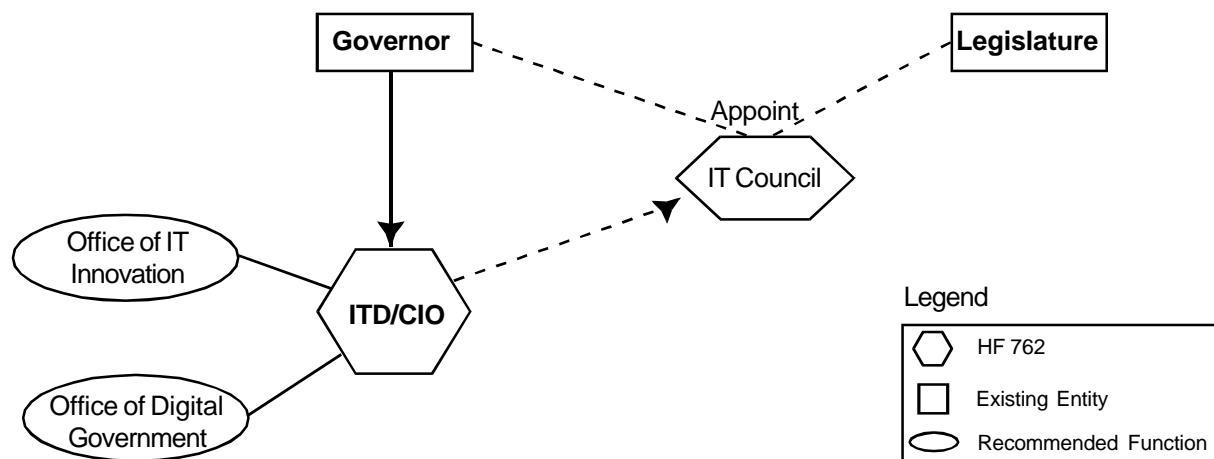 Governor
Legislature
Appoint
IT Council
Office of IT
Innovation
ITD/CIO
Office of Digital
Government
Legend
HF 762
Existing Entity
Recommended Function